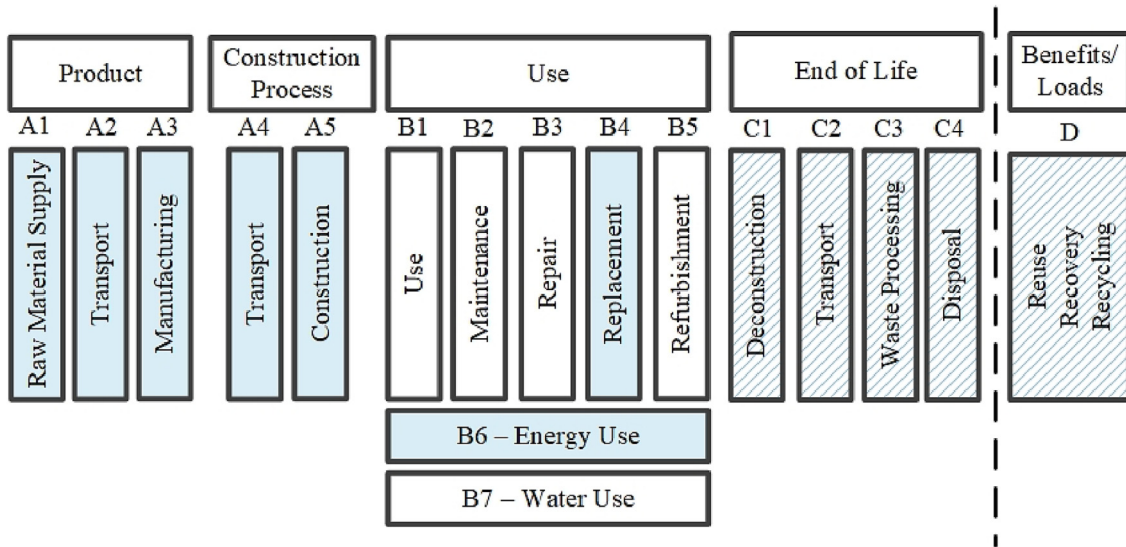 Product
Construction
Process
Use
End of Life
Benefits/
Loads
A1 A2 A3 A4 A5 B1 B2 B3 B4 B5 C1 C2 C3 C4 D
Raw Material Supply
Transport
Manufacturing
Transport
Construction
Use
Maintenance
Repair
Replacement
Refurbishment
Deconstruction
Transport
Waste Processing
Disposal
Reuse
Recovery
Recycling
B6 – Energy Use
B7 – Water Use